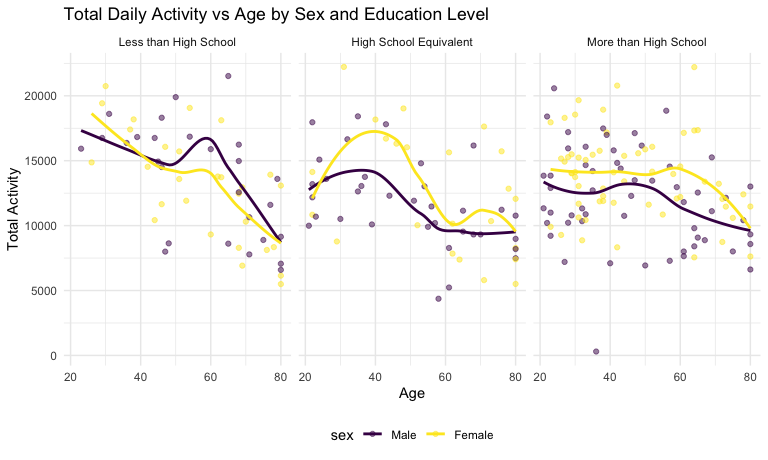 Total Daily Activity vs Age by Sex and Education Level
Less than High School
High School Equivalent
More than High School
Total Activity
20000
15000
10000
5000
0
20 40 60 80
20 40 60 80
20 40 60 80
Age
sex Male Female